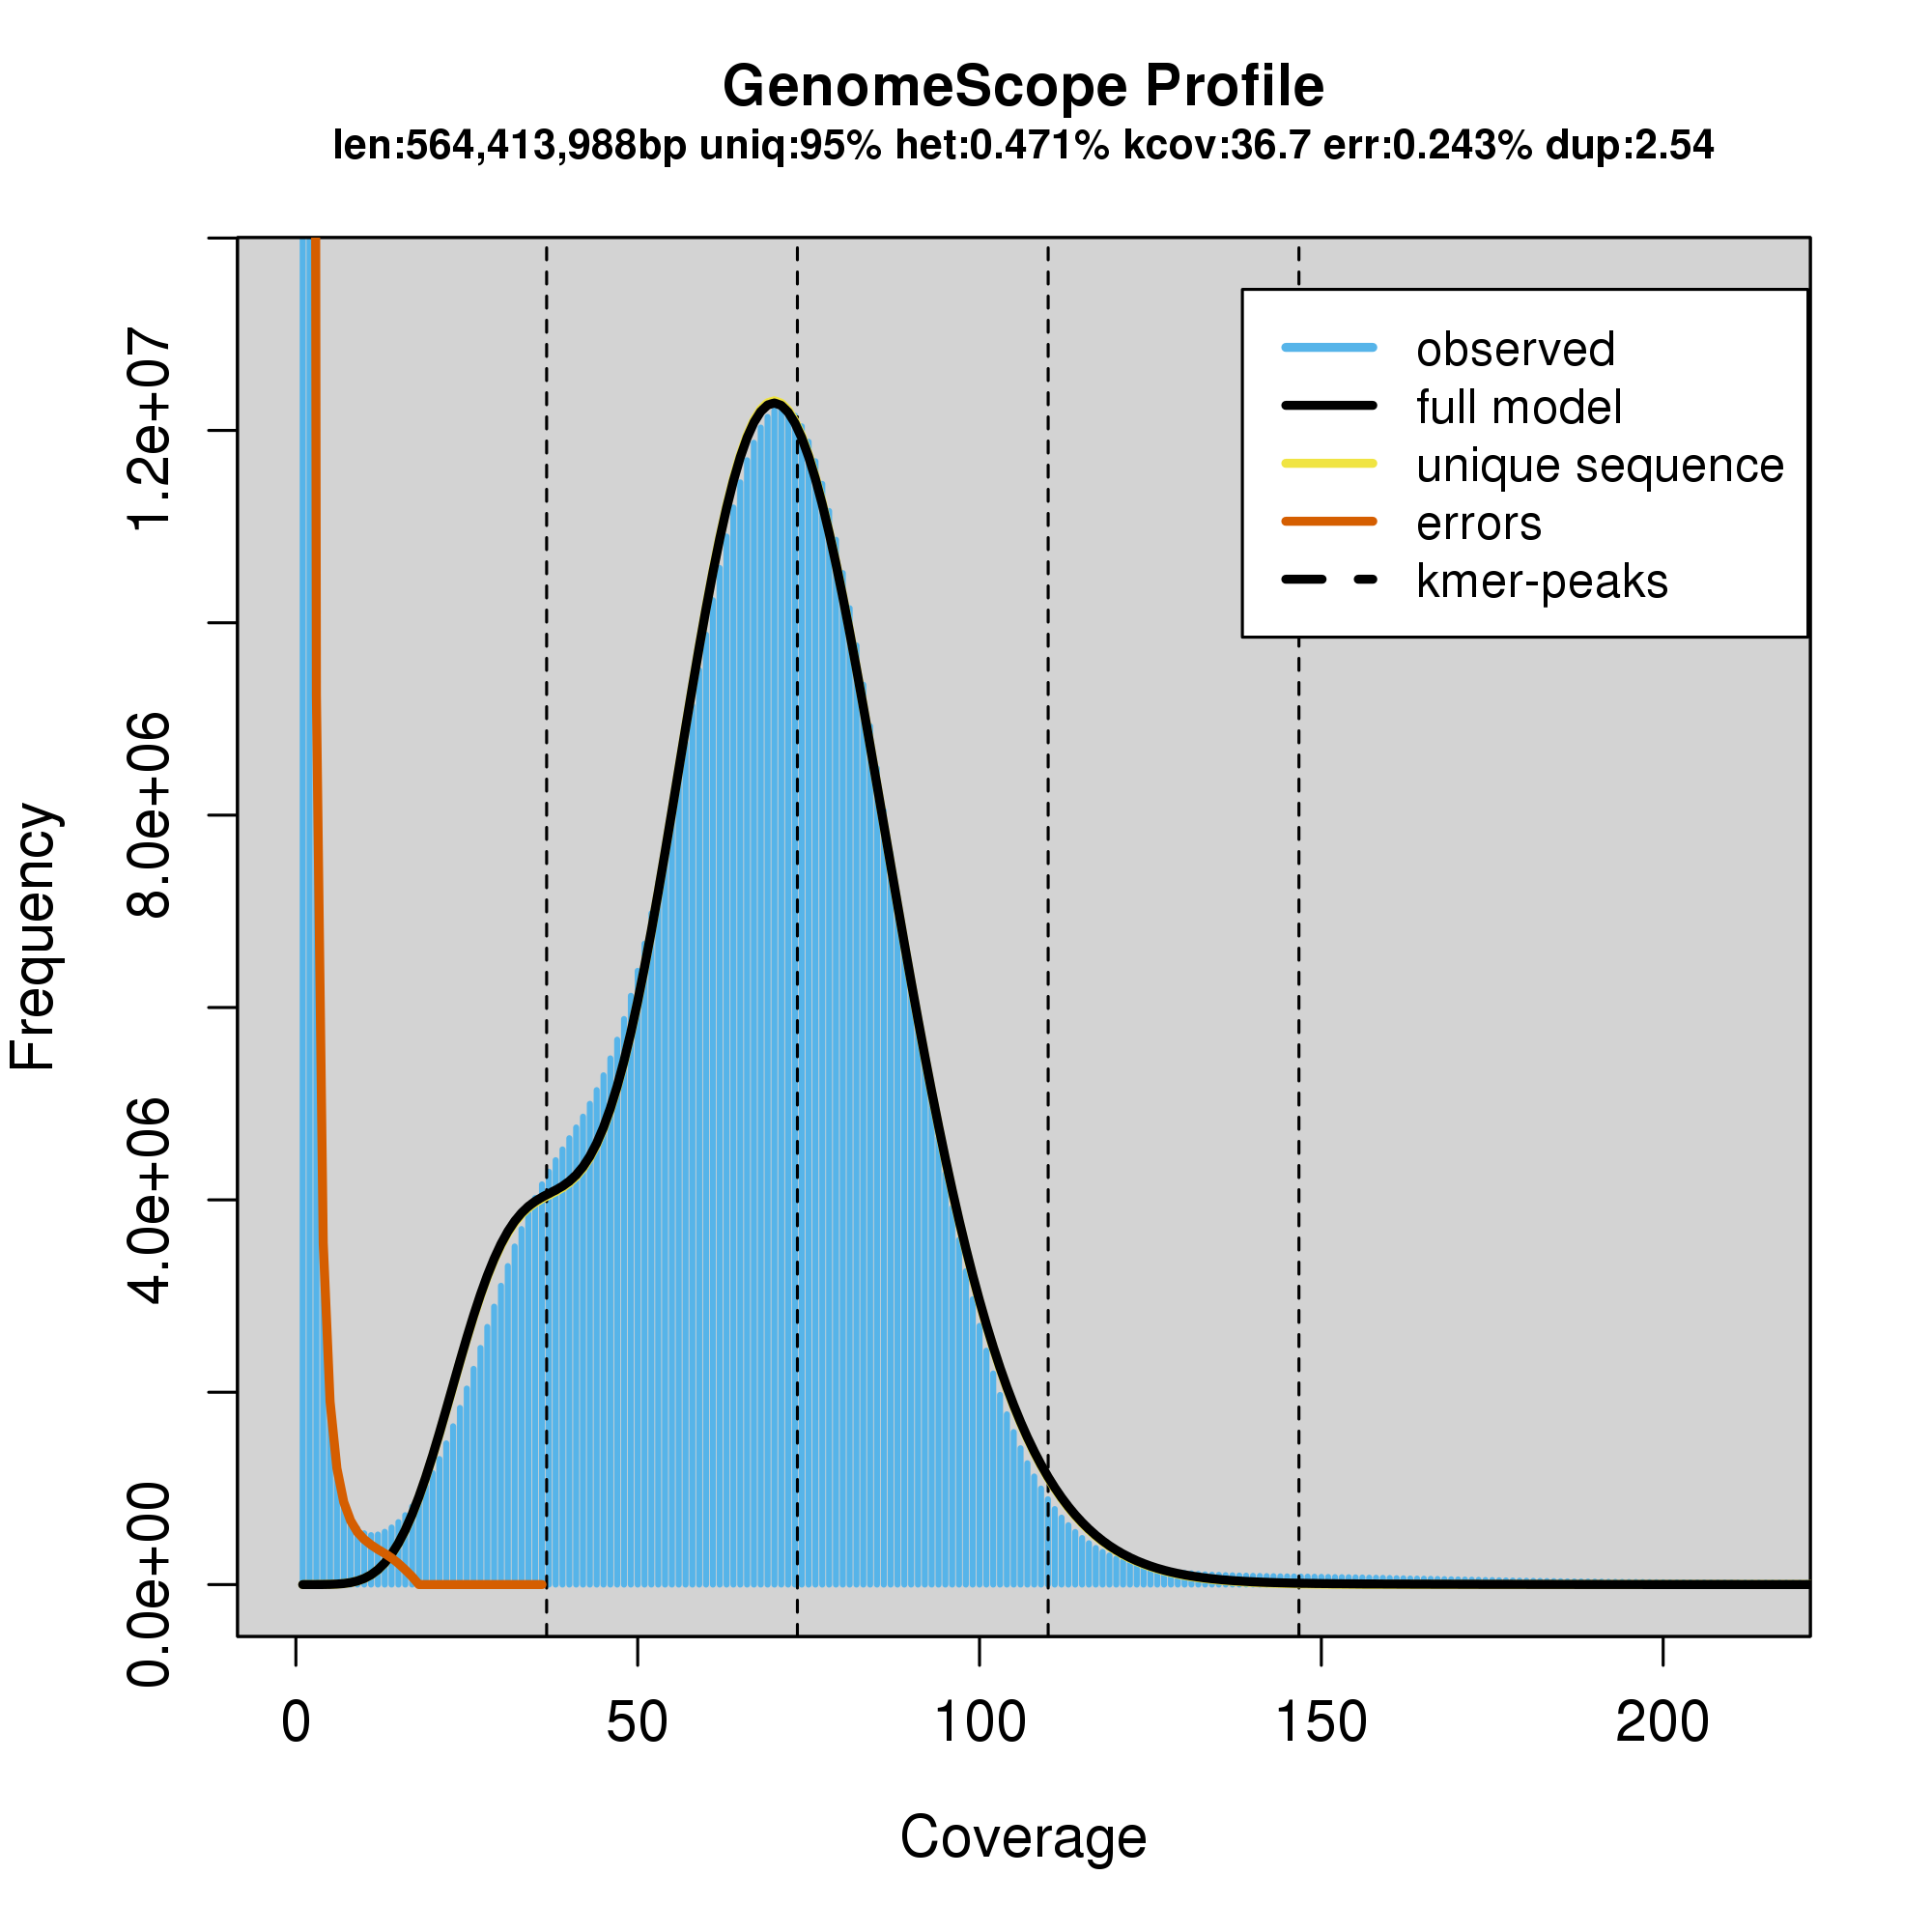 GenomeScope Profile
len:564,413,988bp uniq:95% het:0.471% kcov:36.7 err:0.243% dup:2.54
observed
full model
unique sequence
errors
kmer-peaks
1.2e+07
8.0e+06
4.0e+06
0.0e+00
Frequency
0 50 100 150 200
Coverage